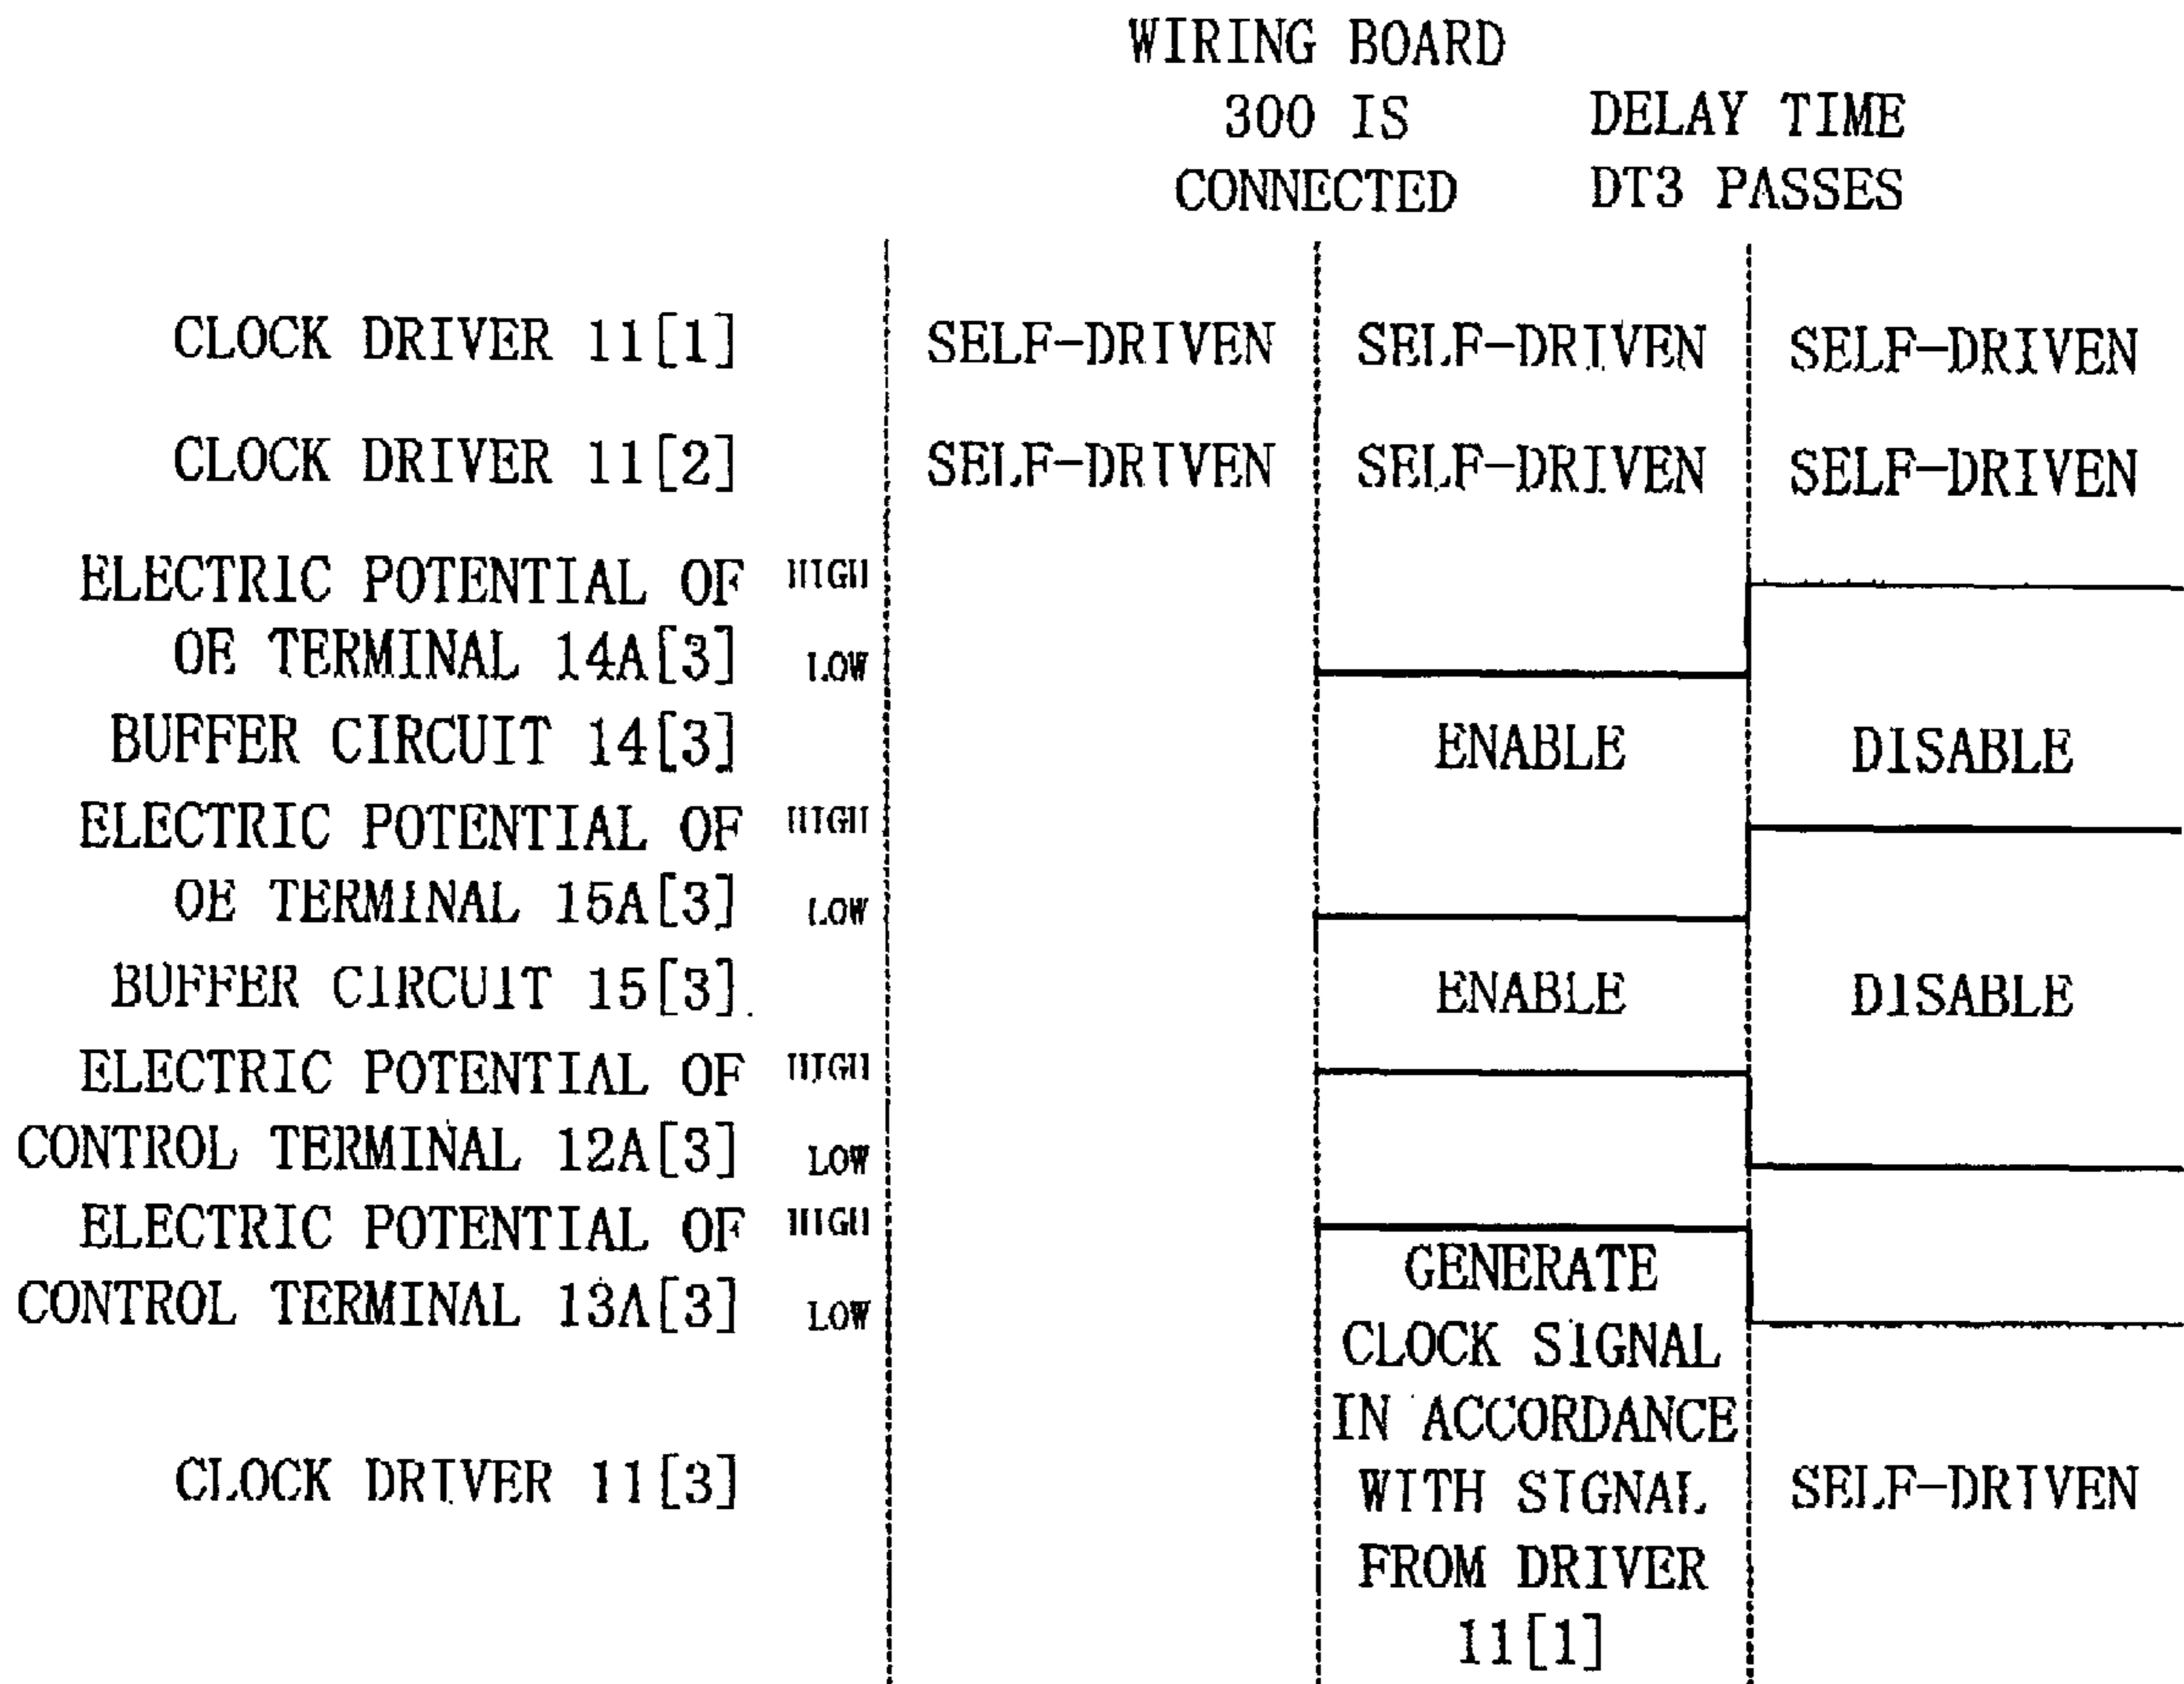 WIRING BOARD
300 IS
CONNECTED
DELAY TIME
DT3 PASSES
CLOCK DRIVER 11[1] SELF-DRIVEN SELF-DRIVEN SELF-DRIVEN
CLOCK DRIVER 11[2] SELF-DRIVEN SELF-DRIVEN SELF-DRIVEN
ELECTRIC POTENTIAL OF HIGH
OE TERMINAL 14A[3] LOW
BUFFER CIRCUIT 14[3] ENABLE DISABLE
ELECTRIC POTENTIAL OF HIGH
OE TERMINAL 15A[3] LOW
BUFFER CIRCUIT 15[3] ENABLE DISABLE
ELECTRIC POTENTIAL OF HIGH
CONTROL TERMINAL 12A[3] LOW
ELECTRIC POTENTIAL OF HIGH
CONTROL TERMINAL 13A[3] LOW
CLOCK DRIVER 11[3]
GENERATE
CLOCK SIGNAL
IN ACCORDANCE
WITH SIGNAL
FROM DRIVER
11[1]
SELF-DRIVEN